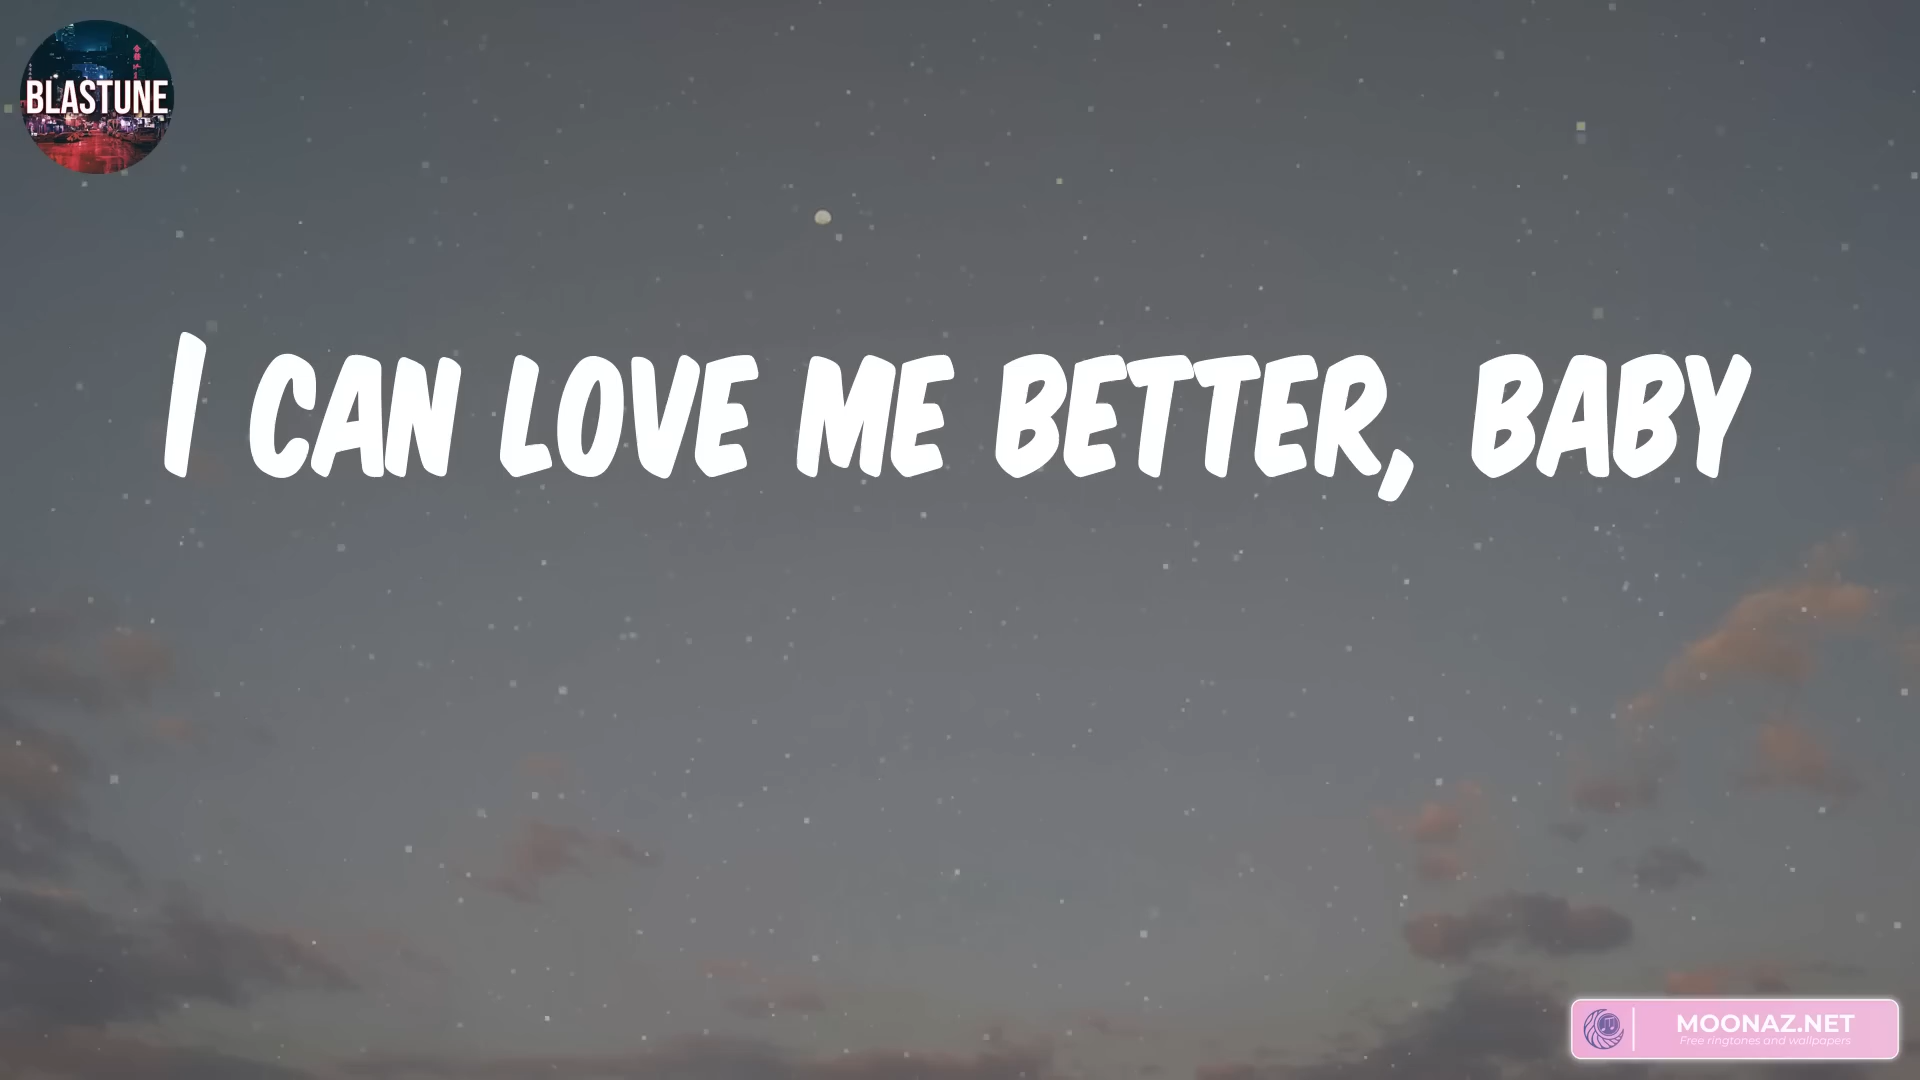 BLASTUNE
I CAN LOVE ME BETTER, BABY
MOONAZ.NET
Free ringtones and wallpapers